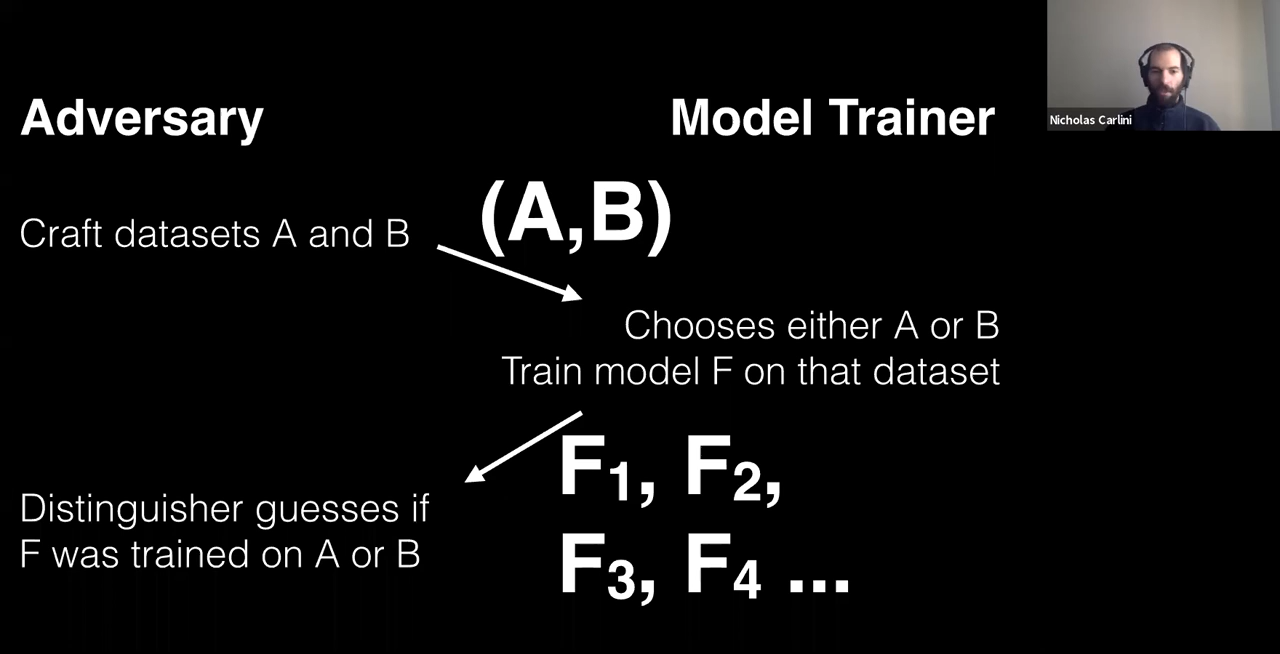 Adversary
Model Trainer
Nicholas Carlini
(A,B)
Craft datasets A and B
Chooses either A or B
Train model F on that dataset
F₁, F₂,
F₃, F₄ ...
Distinguisher guesses if
F was trained on A or B